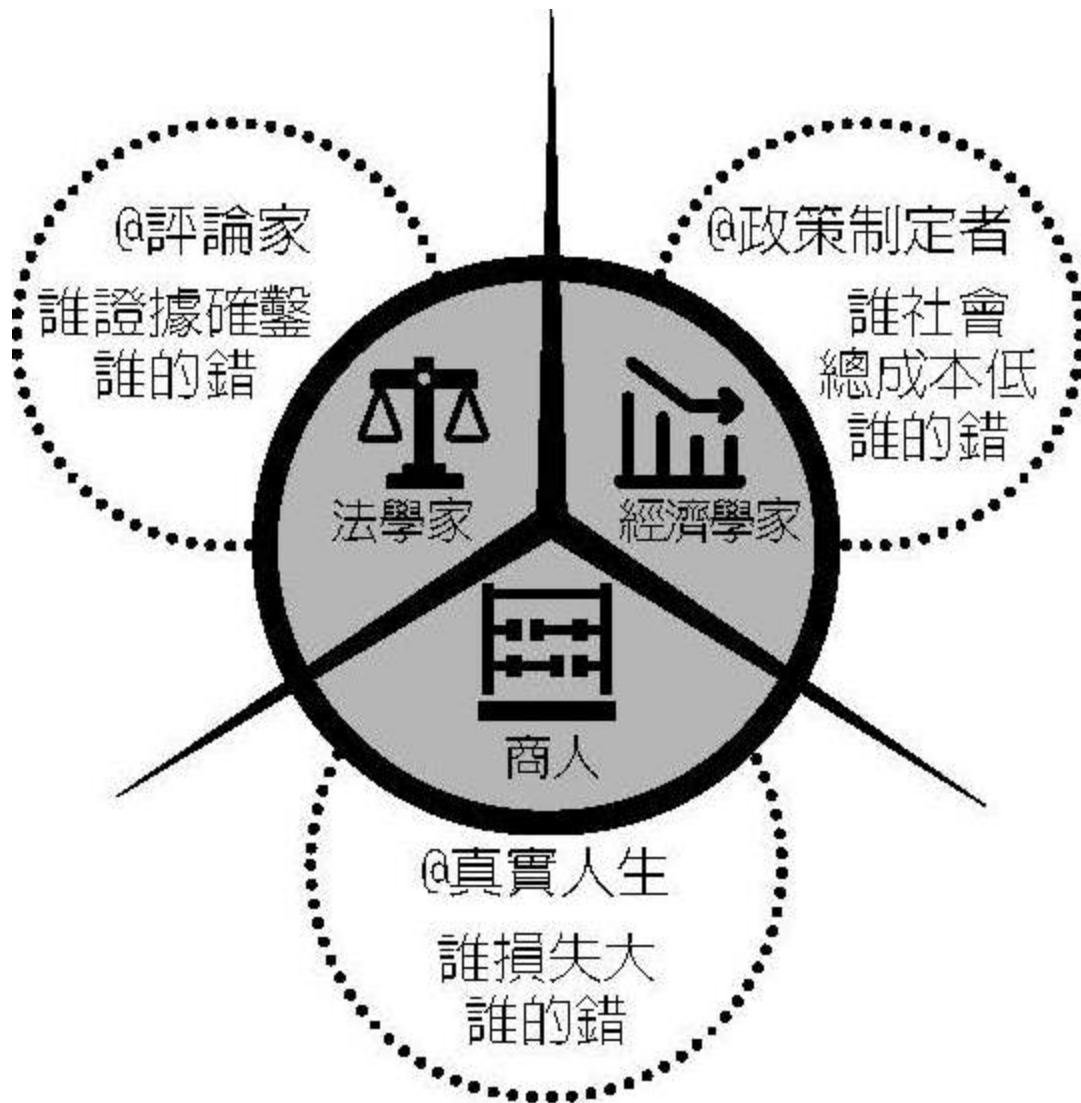 @評論家
誰證據確鑿
誰的錯
@政策制定者
誰社會
總成本低
誰的錯
法學家
經濟學家
商人
@真實人生
誰損失大
誰的錯